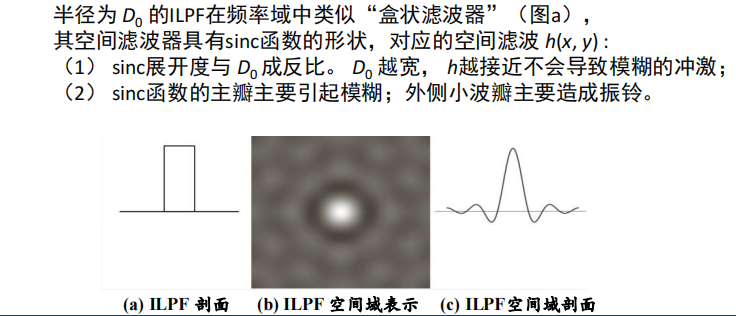 半径为 D₀ 的ILPF在频率域中类似“盒状滤波器”（图a），
其空间滤波器具有sinc函数的形状，对应的空间滤波 h(x, y) :
（1） sinc展开度与 D₀ 成反比。 D₀ 越宽， h越接近不会导致模糊的冲激；
（2） sinc函数的主瓣主要引起模糊；外侧小波瓣主要造成振铃。
(a) ILPF 剖面 (b) ILPF 空间域表示 (c) ILPF空间域剖面